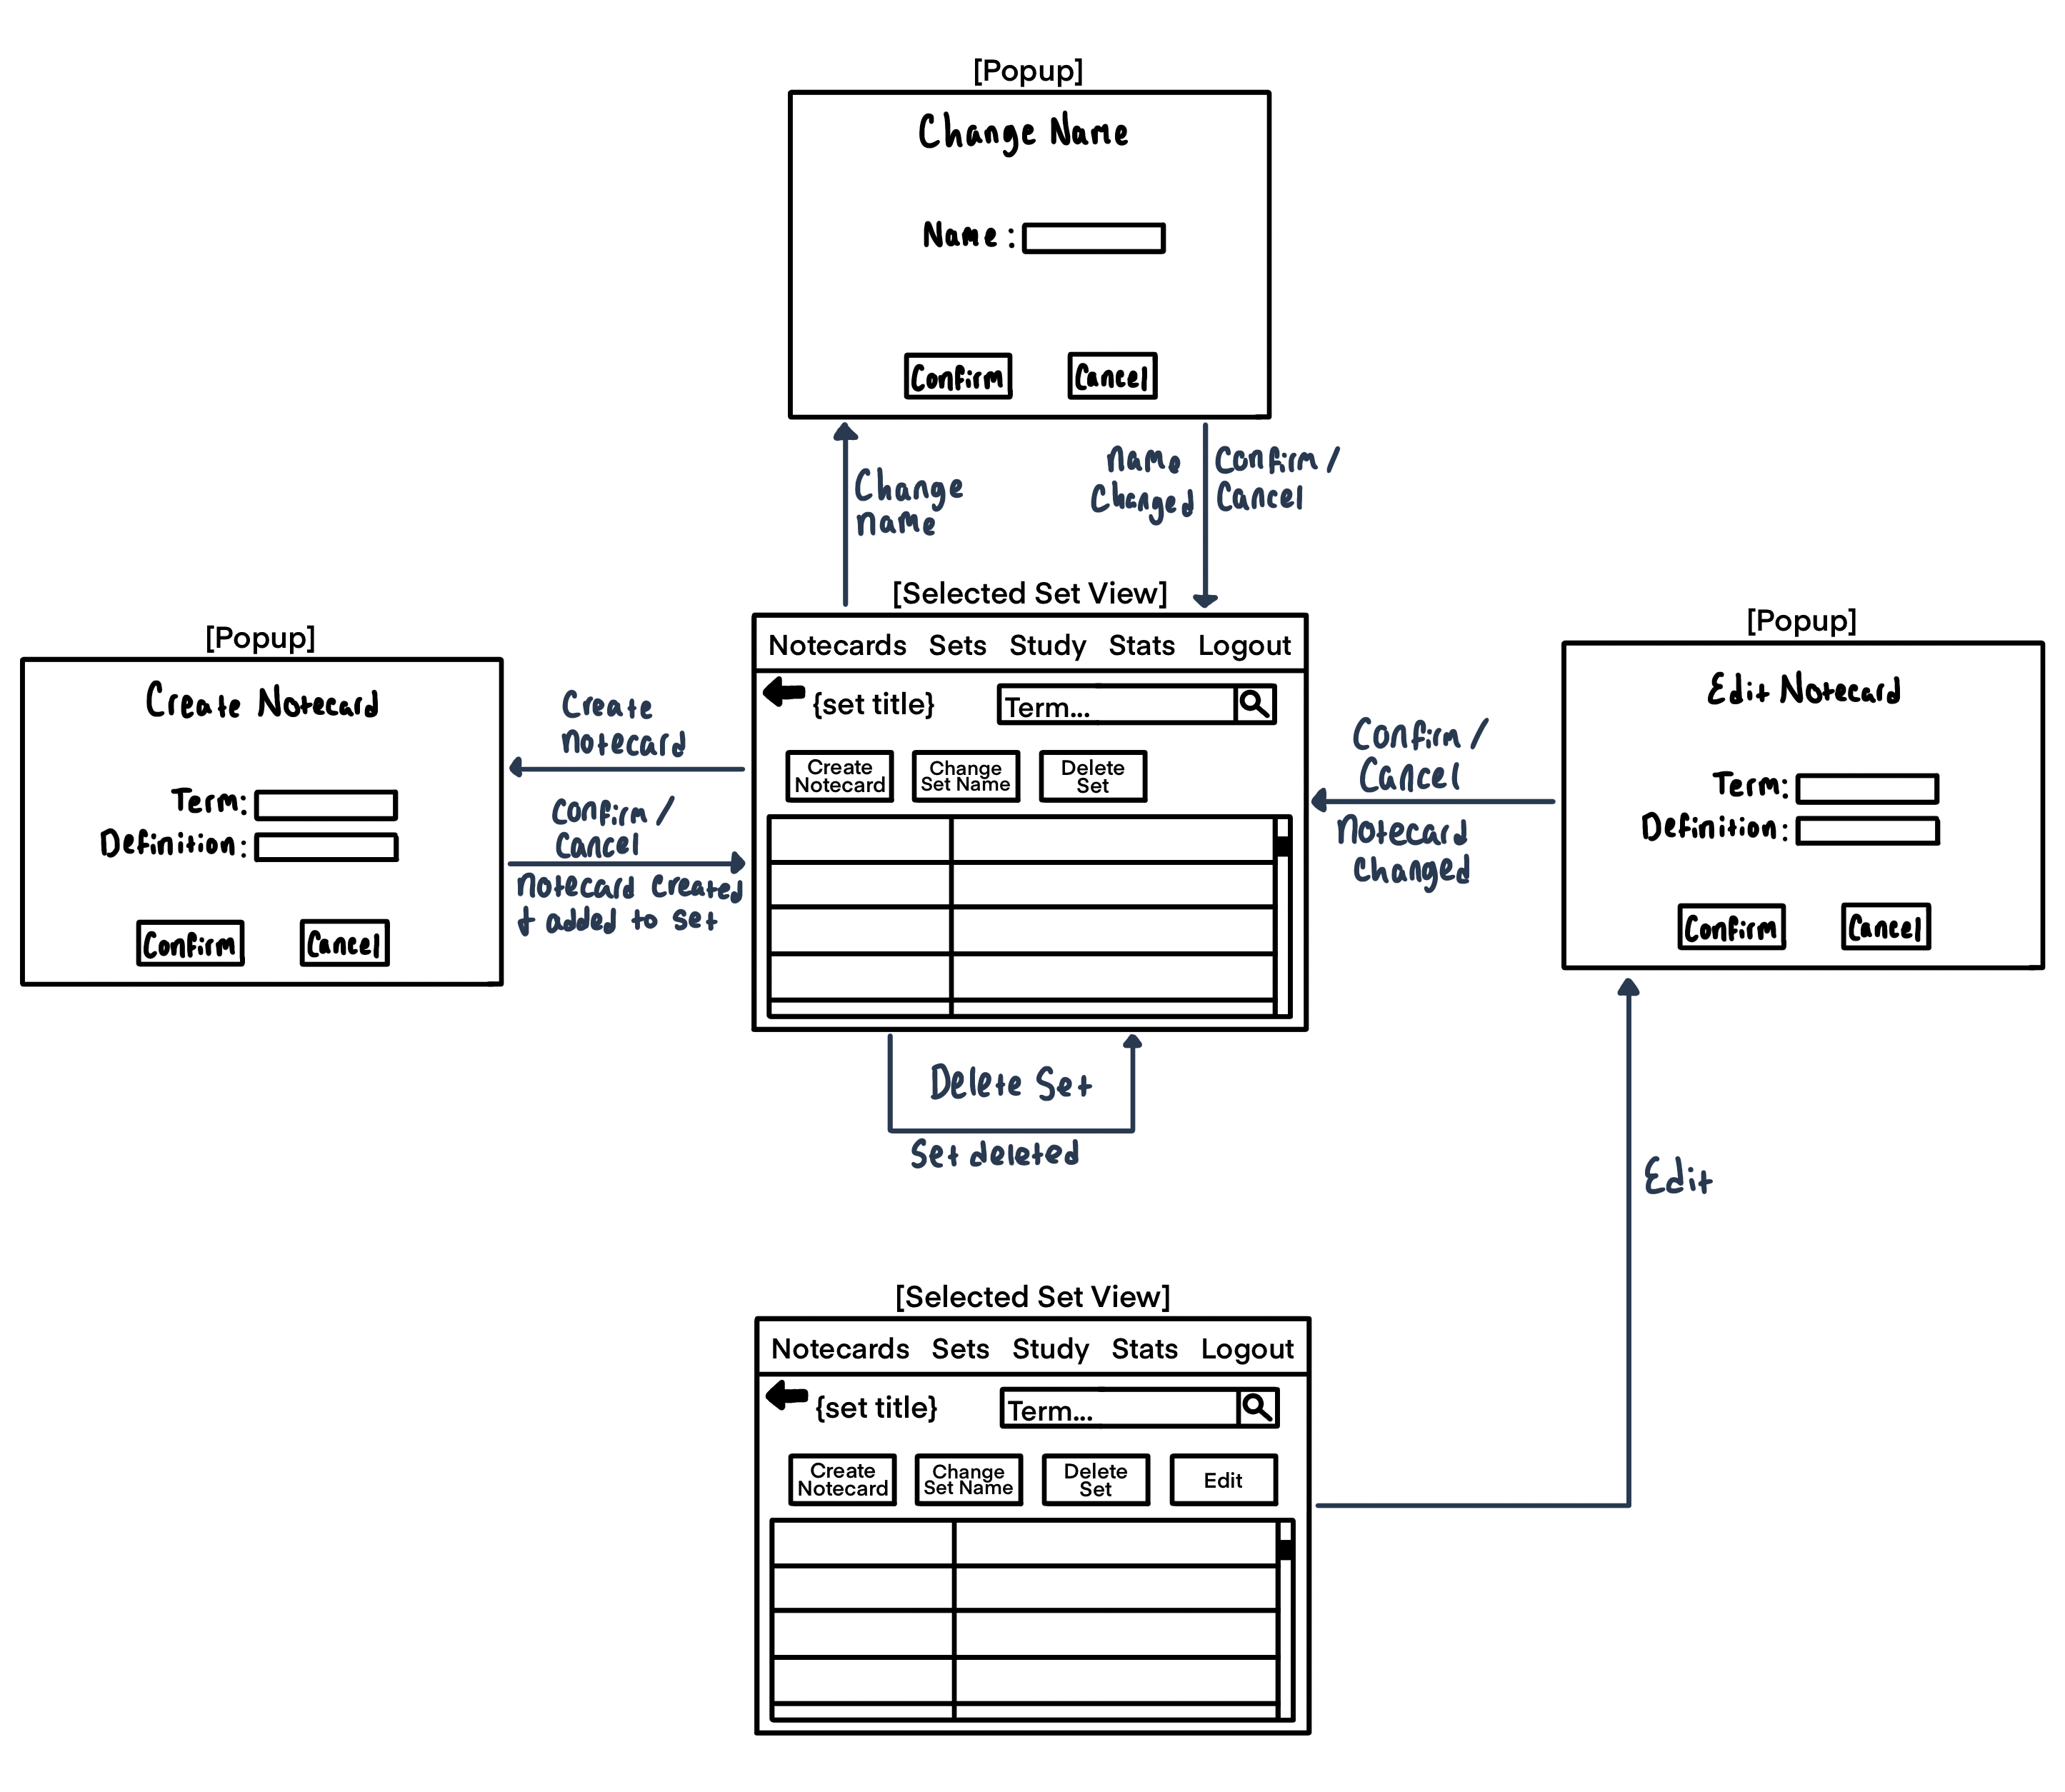 [Popup]
Change Name
Name :
Confirm
Cancel
Change
name
name
Changed
Confirm /
Cancel
[Selected Set View]
Notecards Sets Study Stats Logout
{set title}
Term...
Create
Notecard
Change
Set Name
Delete
Set
[Popup]
Create Notecard
Term:
Definition:
Confirm
Cancel
Create
notecard
Confirm /
Cancel
notecard created
+ added to set
[Popup]
Edit Notecard
Term:
Definition:
Confirm
Cancel
Confirm /
Cancel
Notecard
Changed
Delete Set
Set deleted
Edit
[Selected Set View]
Notecards Sets Study Stats Logout
{set title}
Term...
Create
Notecard
Change
Set Name
Delete
Set
Edit